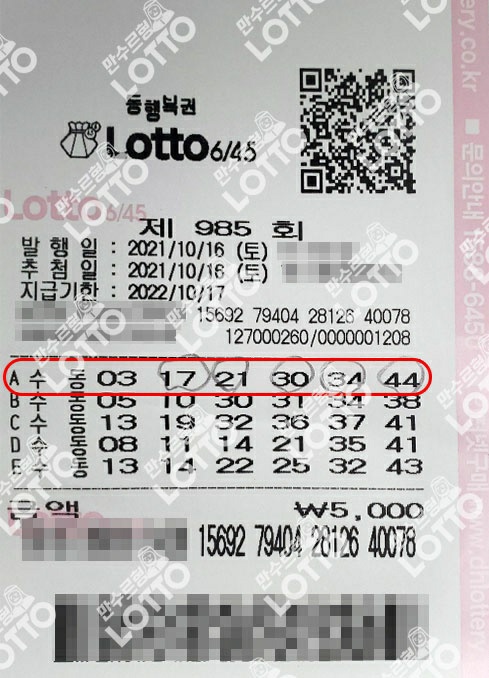 동행복권
Lotto 6/45
Lotto 6/45
제 985 회
발 행 일 : 2021/10/16 (토)
추 첨 일 : 2021/10/16 (토)
지급기한 : 2022/10/17
15692 79404 28126 40078
127000260/0000001208
A 수 동 03 17 21 30 34 44
B 수 동 05 10 30 31 34 38
C 수 동 13 19 32 36 37 41
D 수 동 08 11 14 21 35 41
E 수 동 13 14 22 25 32 43
금액 ₩5,000
15692 79404 28126 40078